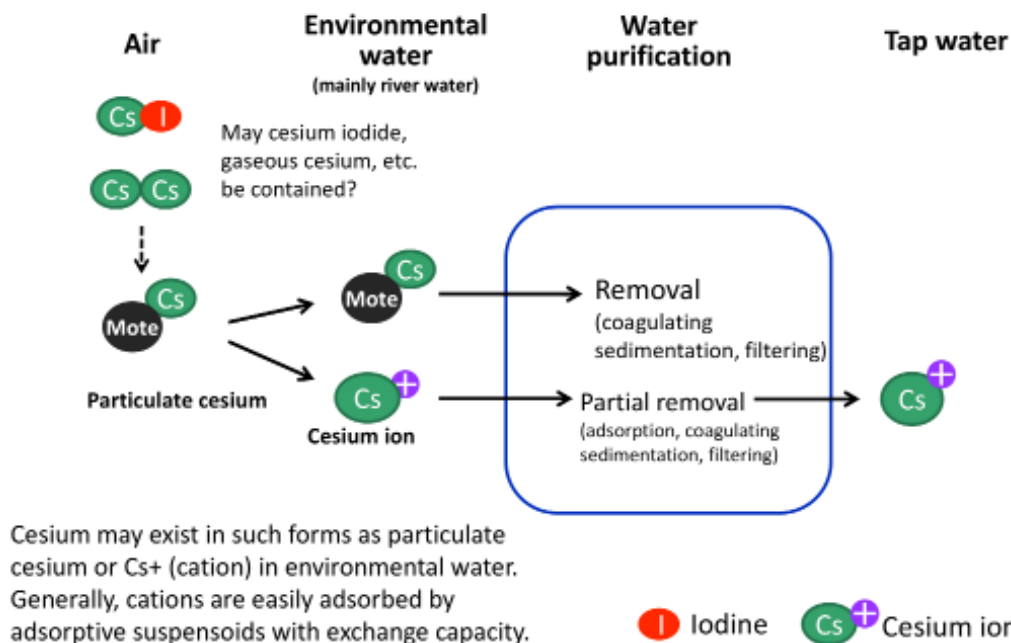 Air
Environmental
water
(mainly river water)
Water
purification
Tap water
Cs I
May cesium iodide,
gaseous cesium, etc.
be contained?
Cs Cs
Cs
Mote
Particulate cesium
Cs
Mote
Cs +
Cesium ion
Removal
(coagulating
sedimentation, filtering)
Partial removal
(adsorption, coagulating
sedimentation, filtering)
Cs +
Cesium may exist in such forms as particulate
cesium or Cs+ (cation) in environmental water.
Generally, cations are easily adsorbed by
adsorptive suspensoids with exchange capacity.
I Iodine
Cs + Cesium ion